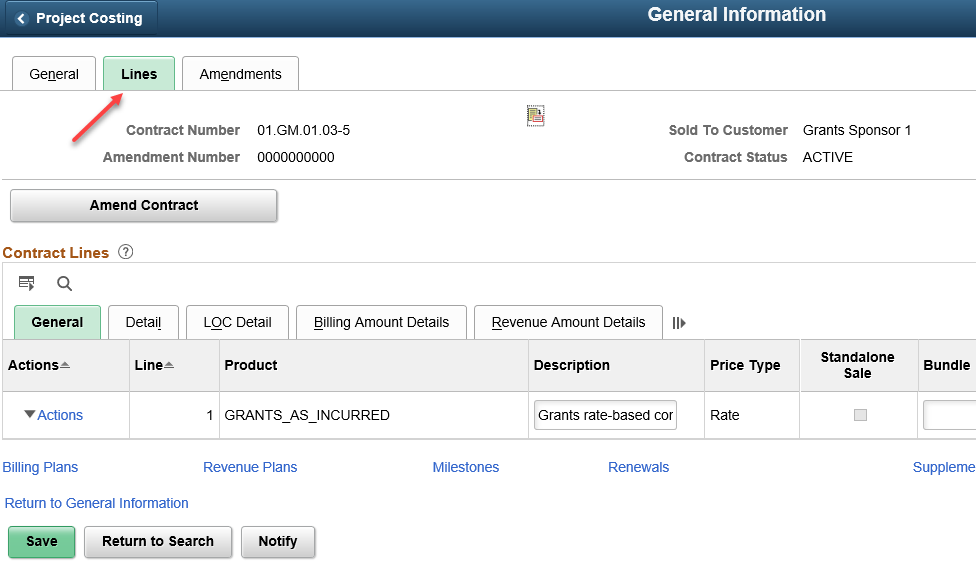 Project Costing
General Information
General
Lines
Amendments
Contract Number 01.GM.01.03-5
Sold To Customer Grants Sponsor 1
Amendment Number 0000000000
Contract Status ACTIVE
Amend Contract
Contract Lines ?
General
Detail
LOC Detail
Billing Amount Details
Revenue Amount Details
Actions Line Product Description Price Type Standalone Sale Bundle
Actions 1 GRANTS_AS_INCURRED Grants rate-based cor Rate
Billing Plans Revenue Plans Milestones Renewals Suppleme
Return to General Information
Save Return to Search Notify